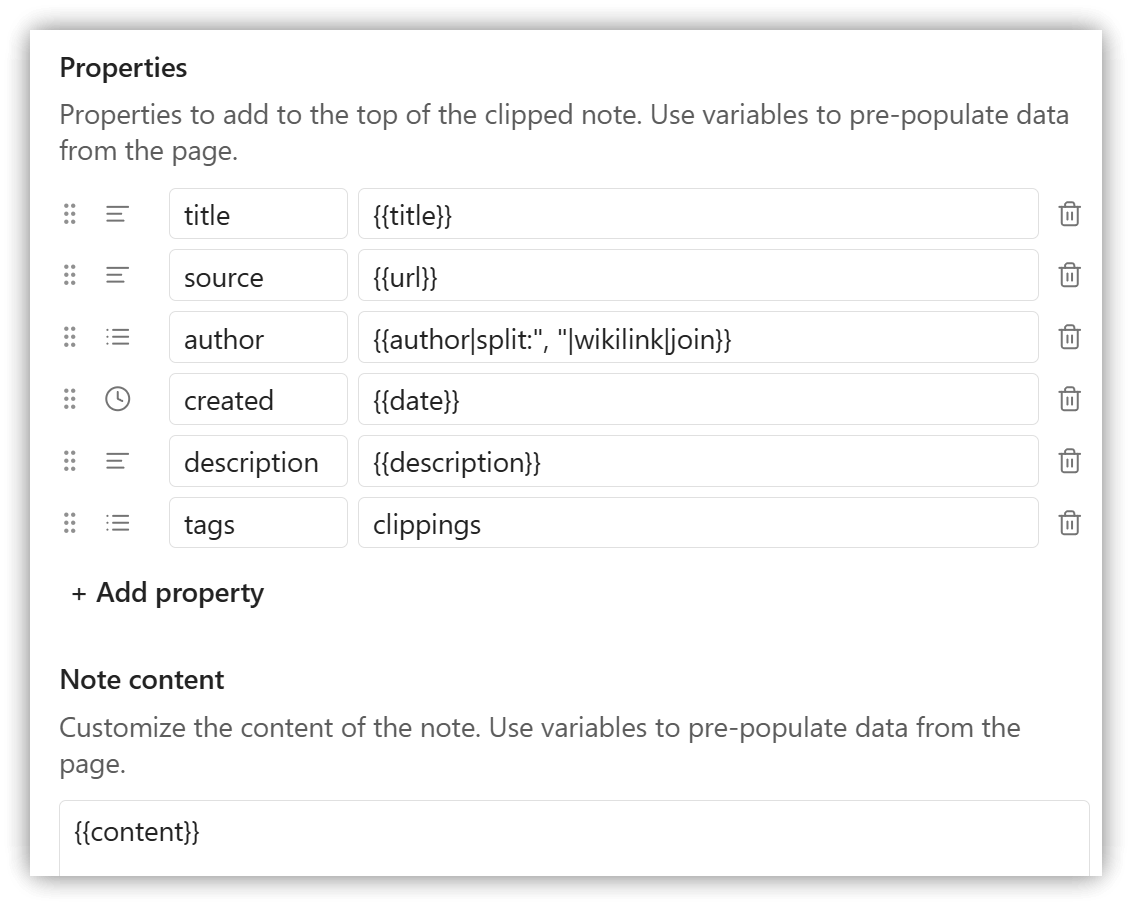 Properties
Properties to add to the top of the clipped note. Use variables to pre-populate data
from the page.
title {{title}}
source {{url}}
author {{author|split:", "|wikilink|join}}
created {{date}}
description {{description}}
tags clippings
+ Add property
Note content
Customize the content of the note. Use variables to pre-populate data from the
page.
{{content}}